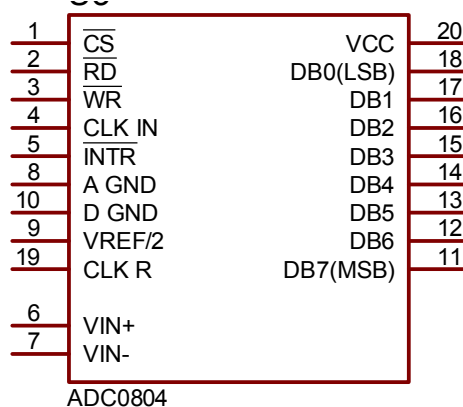 1 CS VCC 20
2 RD DB0(LSB) 18
3 WR DB1 17
4 CLK IN DB2 16
5 INTR DB3 15
8 A GND DB4 14
10 D GND DB5 13
9 VREF/2 DB6 12
19 CLK R DB7(MSB) 11
6 VIN+
7 VIN-
ADC0804